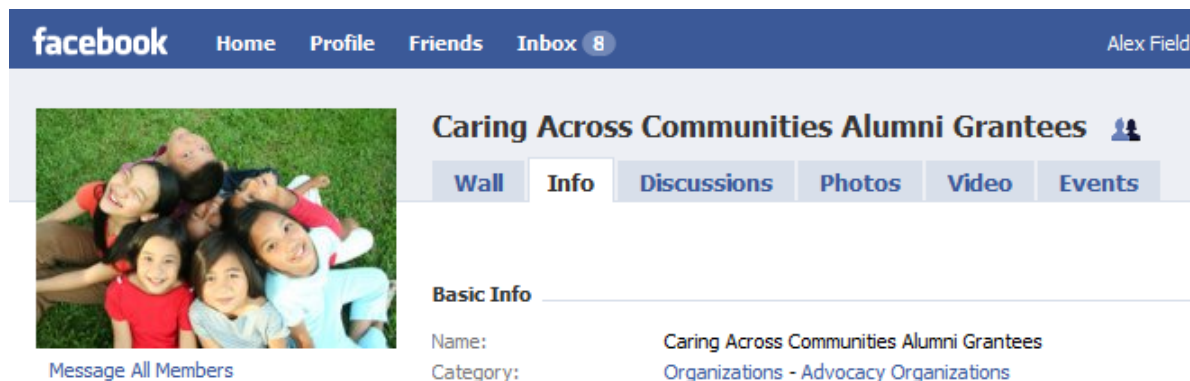 facebook Home Profile Friends Inbox 8 Alex Field
Caring Across Communities Alumni Grantees
Wall Info Discussions Photos Video Events
Basic Info
Name: Caring Across Communities Alumni Grantees
Message All Members
Category: Organizations - Advocacy Organizations